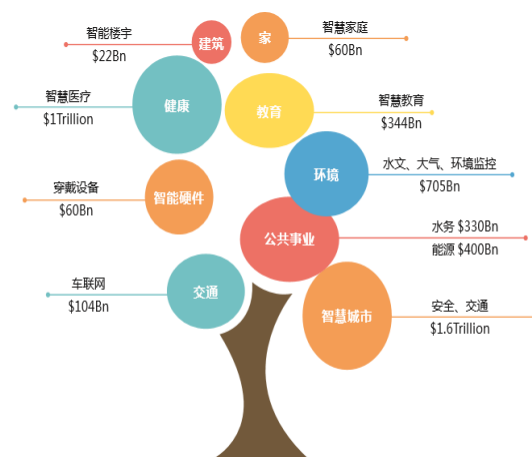 智能楼宇
$22Bn
建筑
家
智慧家庭
$60Bn
智慧医疗
$1Trillion
健康
教育
智慧教育
$344Bn
环境
水文、大气、环境监控
$705Bn
穿戴设备
$60Bn
智能硬件
公共事业
水务 $330Bn
能源 $400Bn
车联网
$104Bn
交通
智慧城市
安全、交通
$1.6Trillion